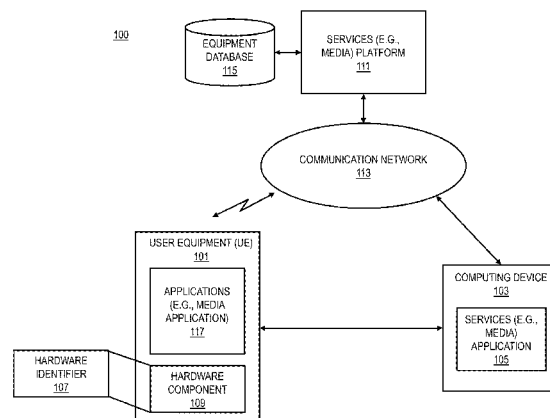 100
EQUIPMENT
DATABASE
115
SERVICES (E.G.,
MEDIA) PLATFORM
111
COMMUNICATION NETWORK
113
USER EQUIPMENT (UE)
101
APPLICATIONS
(E.G., MEDIA
APPLICATION)
117
HARDWARE
IDENTIFIER
107
HARDWARE
COMPONENT
109
COMPUTING DEVICE
103
SERVICES (E.G.,
MEDIA)
APPLICATION
105